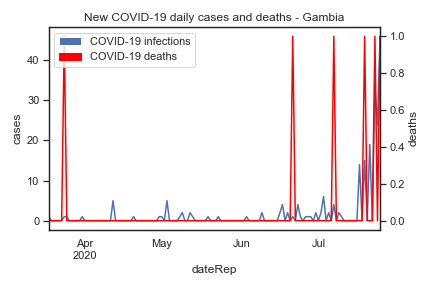 New COVID-19 daily cases and deaths - Gambia
COVID-19 infections
COVID-19 deaths
cases
40
30
20
10
0
deaths
1.0
0.8
0.6
0.4
0.2
0.0
Apr
2020
May
Jun
Jul
dateRep